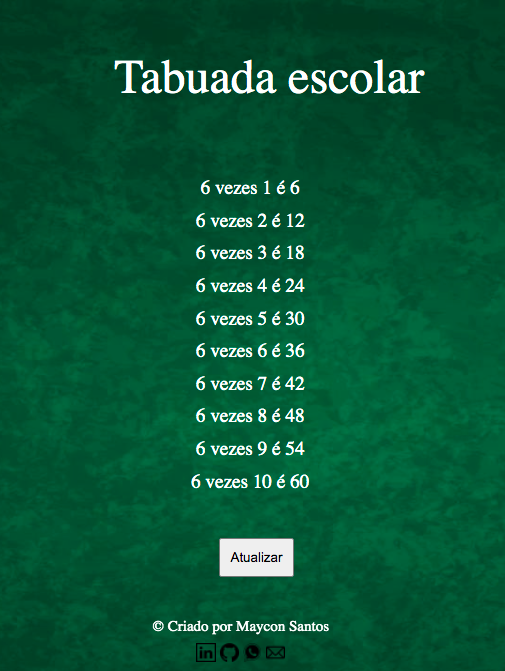 Tabuada escolar
6 vezes 1 é 6
6 vezes 2 é 12
6 vezes 3 é 18
6 vezes 4 é 24
6 vezes 5 é 30
6 vezes 6 é 36
6 vezes 7 é 42
6 vezes 8 é 48
6 vezes 9 é 54
6 vezes 10 é 60
Atualizar
© Criado por Maycon Santos
in